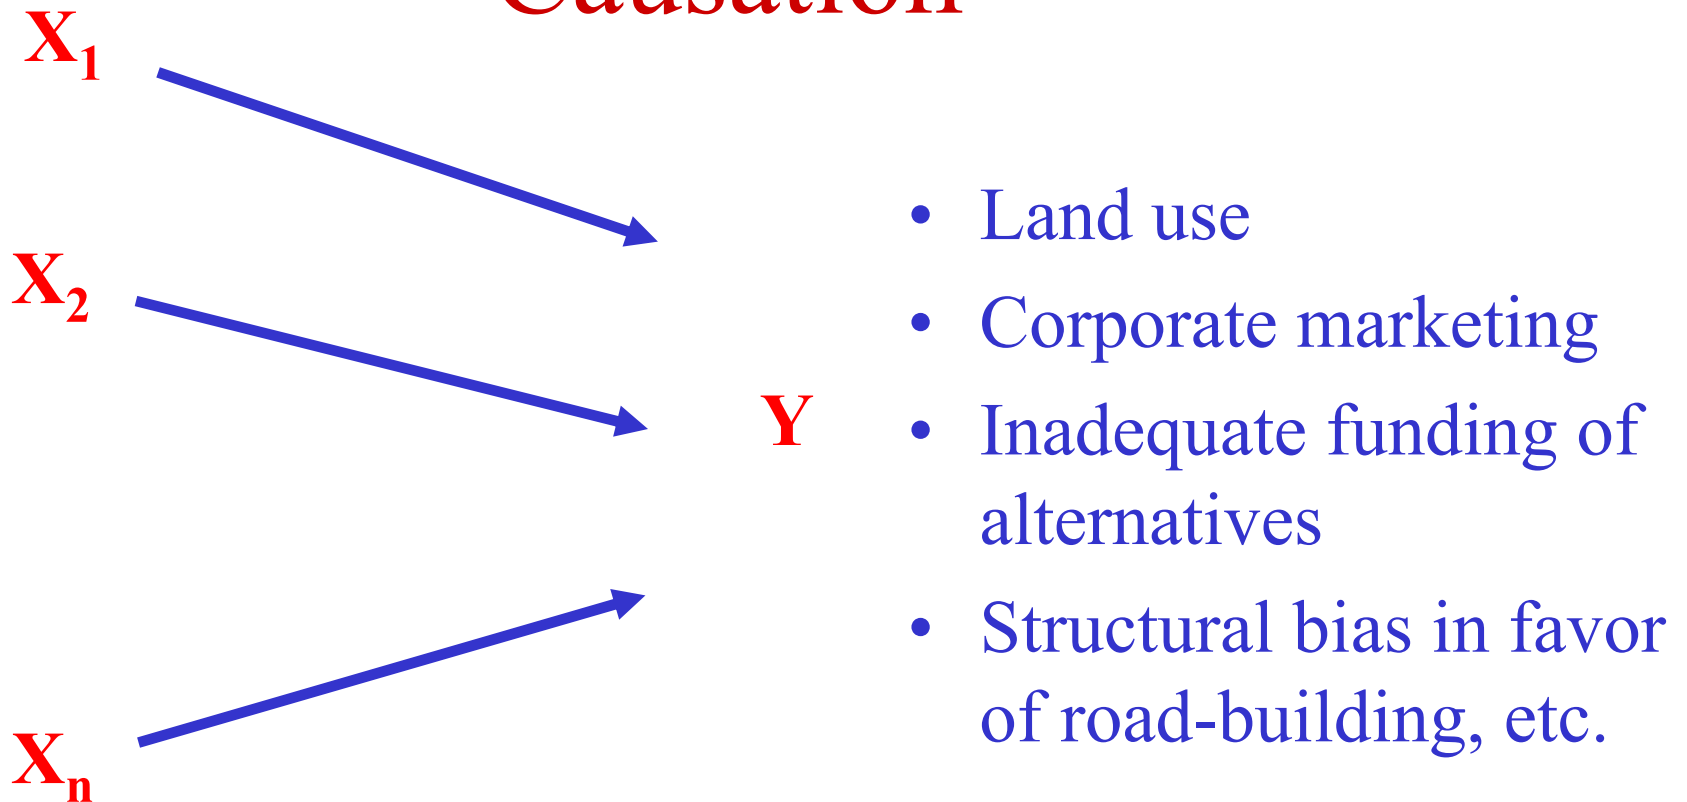 Causation
X₁
X₂
Y
Xₙ
• Land use
• Corporate marketing
• Inadequate funding of
alternatives
• Structural bias in favor
of road-building, etc.